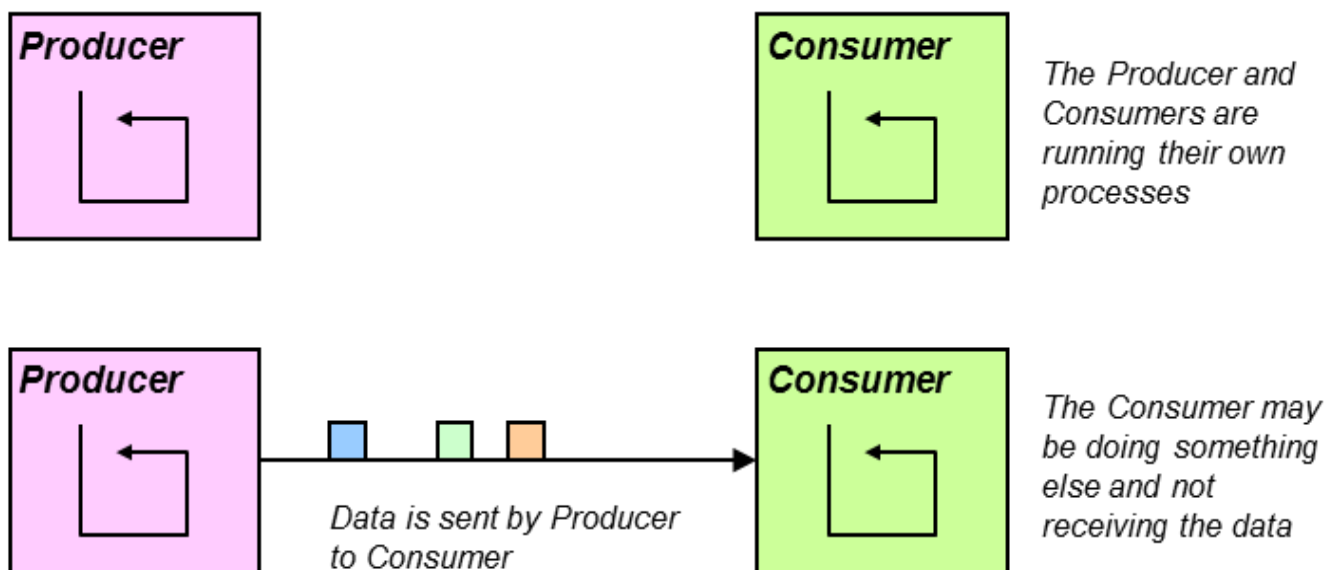 Producer
Consumer
The Producer and
Consumers are
running their own
processes
Producer
Consumer
Data is sent by Producer
to Consumer
The Consumer may
be doing something
else and not
receiving the data